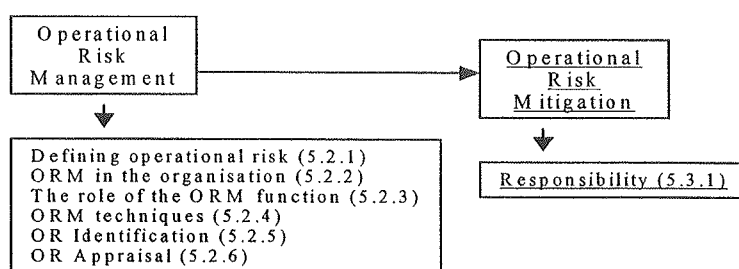 Operational
Risk
Management
Operational
Risk
Mitigation
Defining operational risk (5.2.1)
ORM in the organisation (5.2.2)
The role of the ORM function (5.2.3)
ORM techniques (5.2.4)
OR Identification (5.2.5)
OR Appraisal (5.2.6)
Responsibility (5.3.1)